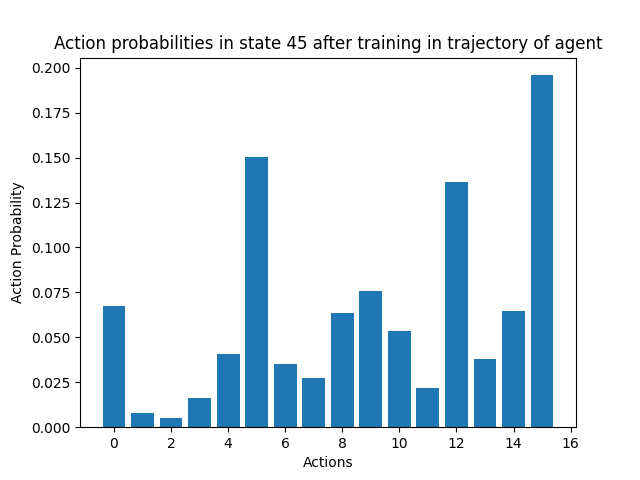 Action probabilities in state 45 after training in trajectory of agent
0.200
0.175
0.150
0.125
0.100
0.075
0.050
0.025
0.000
Action Probability
0 2 4 6 8 10 12 14 16
Actions